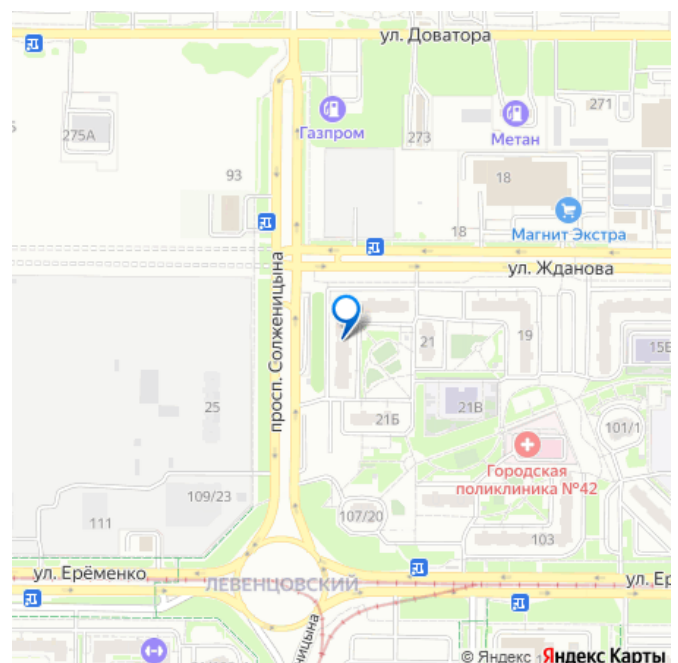 ул. Доватора
Газпром
Метан
271
275А
273
93
18
Магнит Экстра
18
ул. Жданова
просп. Солженицына
21
19
15В
25
21Б
21В
101/1
Городская
поликлиника №42
109/23
107/20
111
103
ул. Ерёменко
ЛЕВЕНЦОВСКИЙ
ул. Ер
ницына
© Яндекс
Яндекс Карты